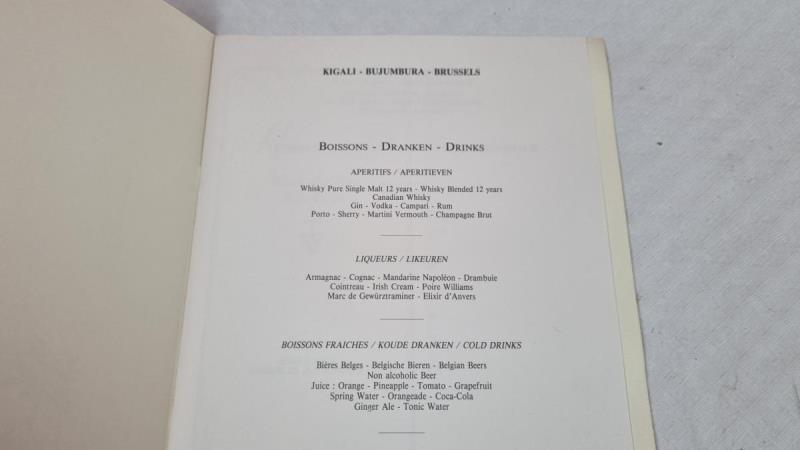 KIGALI - BUJUMBURA - BRUSSELS
BOISSONS - DRANKEN - DRINKS
APERITIFS / APERITIEVEN
Whisky Pure Single Malt 12 years - Whisky Blended 12 years
Canadian Whisky
Gin - Vodka - Campari - Rum
Porto - Sherry - Martini Vermouth - Champagne Brut
LIQUEURS / LIKEUREN
Armagnac - Cognac - Mandarine Napoléon - Drambuie
Cointreau - Irish Cream - Poire Williams
Marc de Gewürztraminer - Elixir d'Anvers
BOISSONS FRAICHES / KOUDE DRANKEN / COLD DRINKS
Bières Belges - Belgische Bieren - Belgian Beers
Non alcoholic Beer
Juice : Orange - Pineapple - Tomato - Grapefruit
Spring Water - Orangeade - Coca-Cola
Ginger Ale - Tonic Water